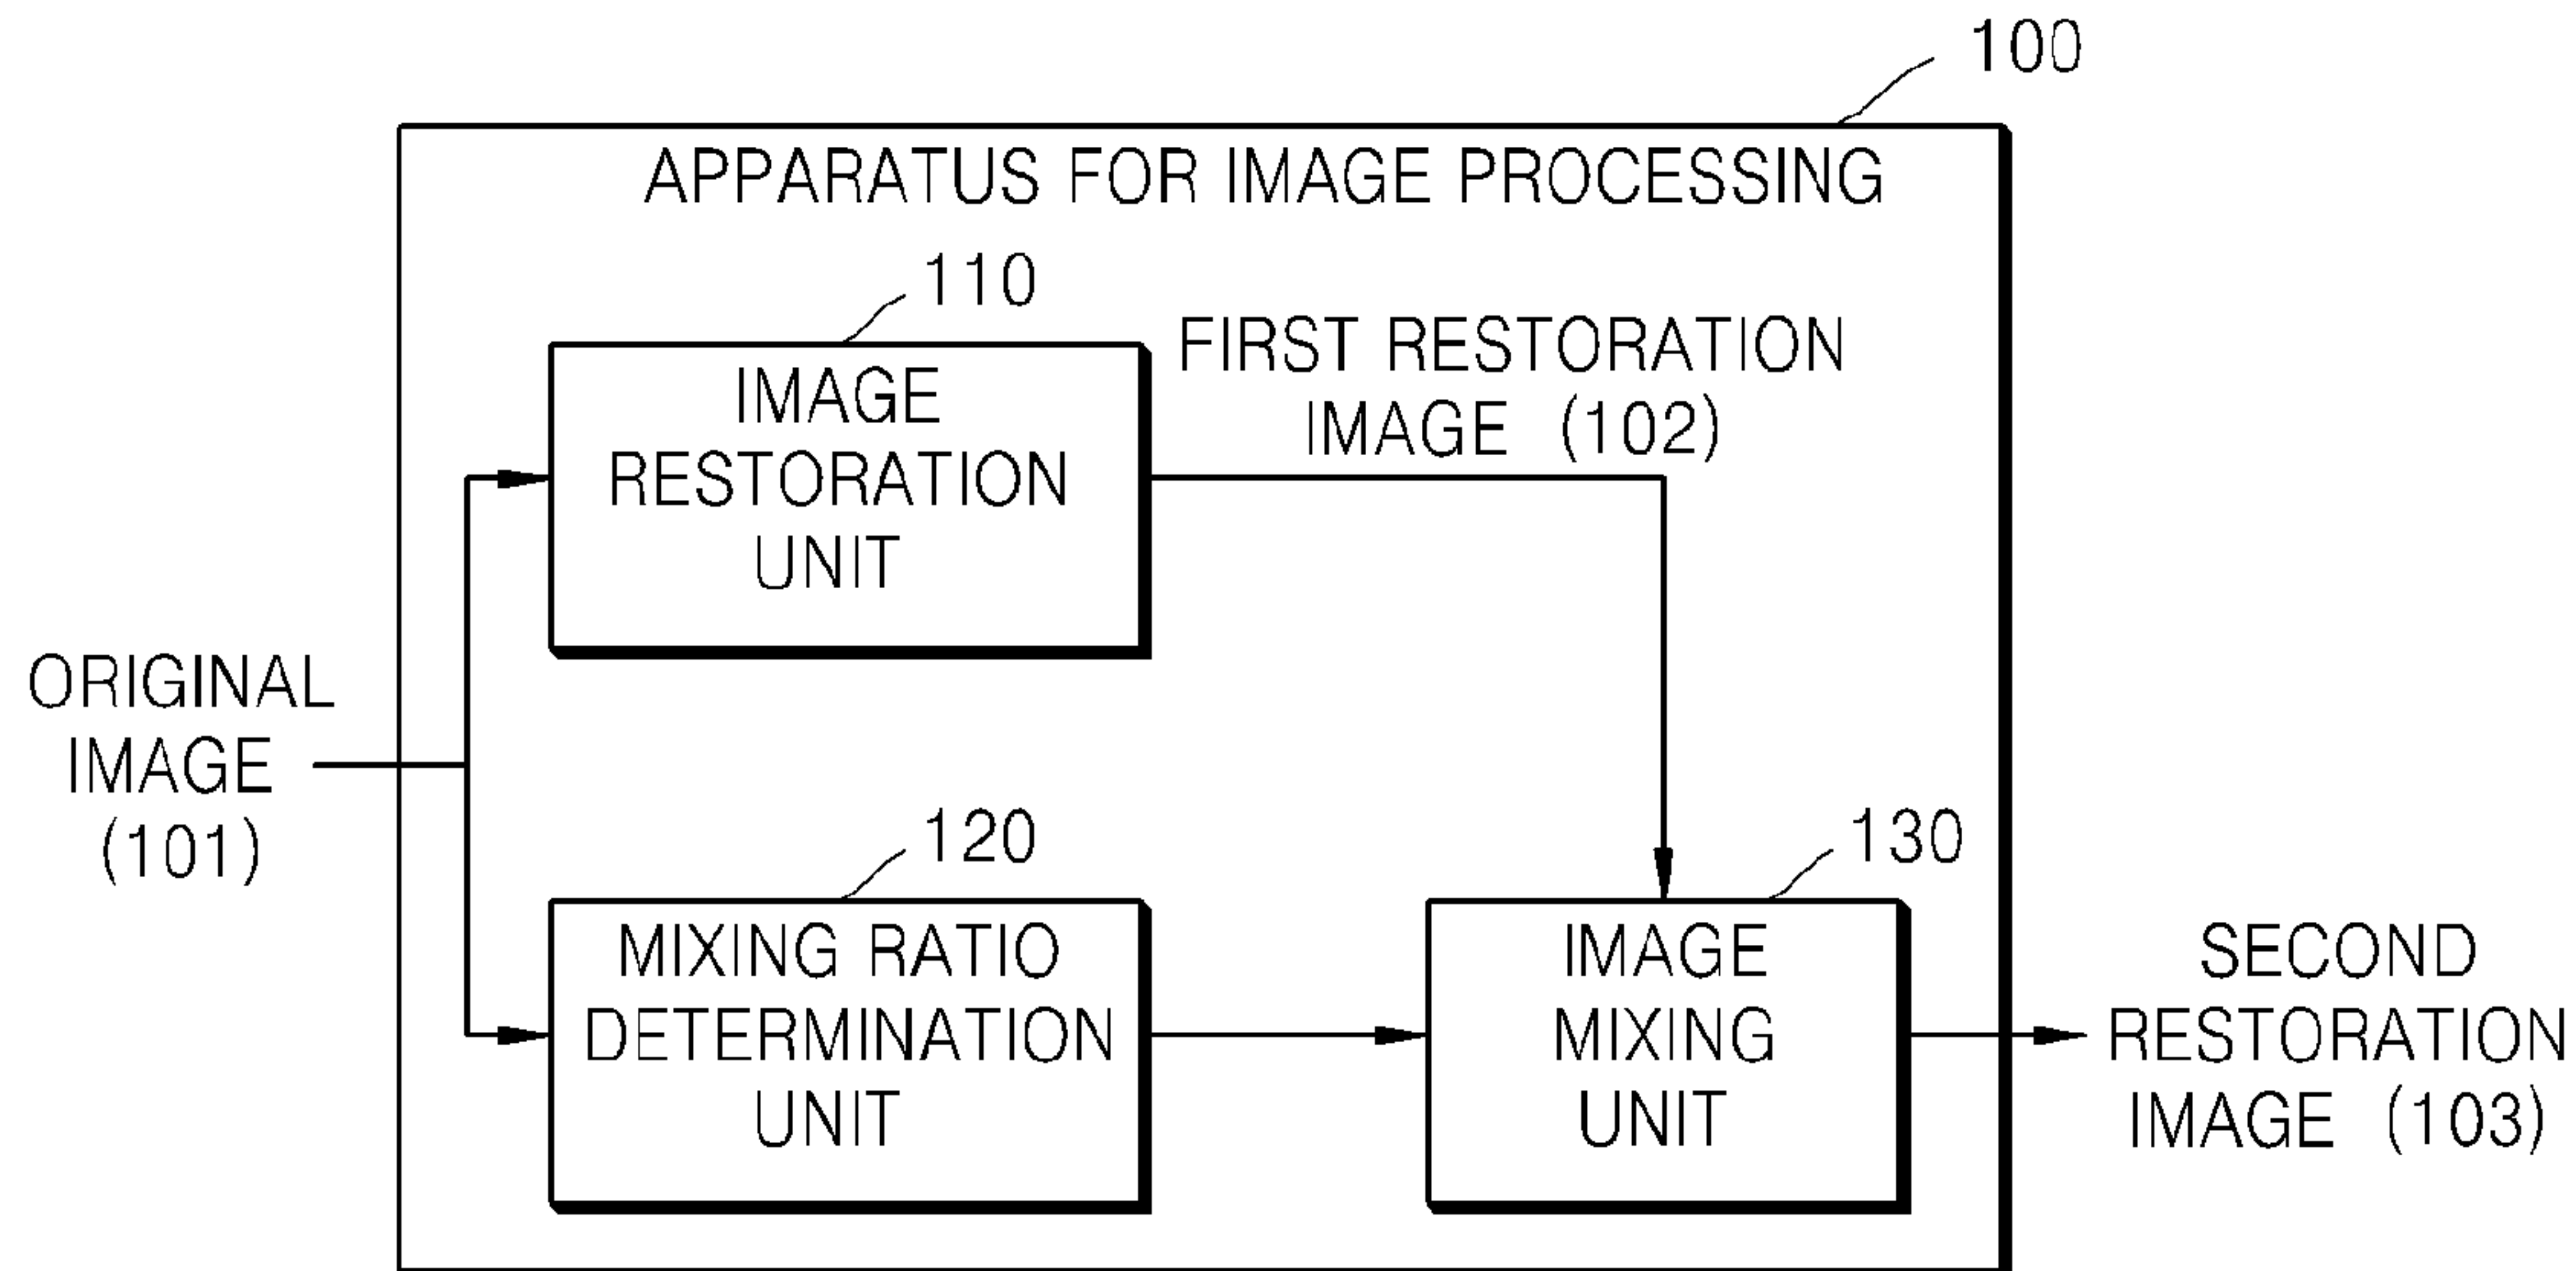 100
APPARATUS FOR IMAGE PROCESSING
110
IMAGE
RESTORATION
UNIT
FIRST RESTORATION
IMAGE (102)
ORIGINAL
IMAGE
(101)
120
MIXING RATIO
DETERMINATION
UNIT
130
IMAGE
MIXING
UNIT
SECOND
RESTORATION
IMAGE (103)